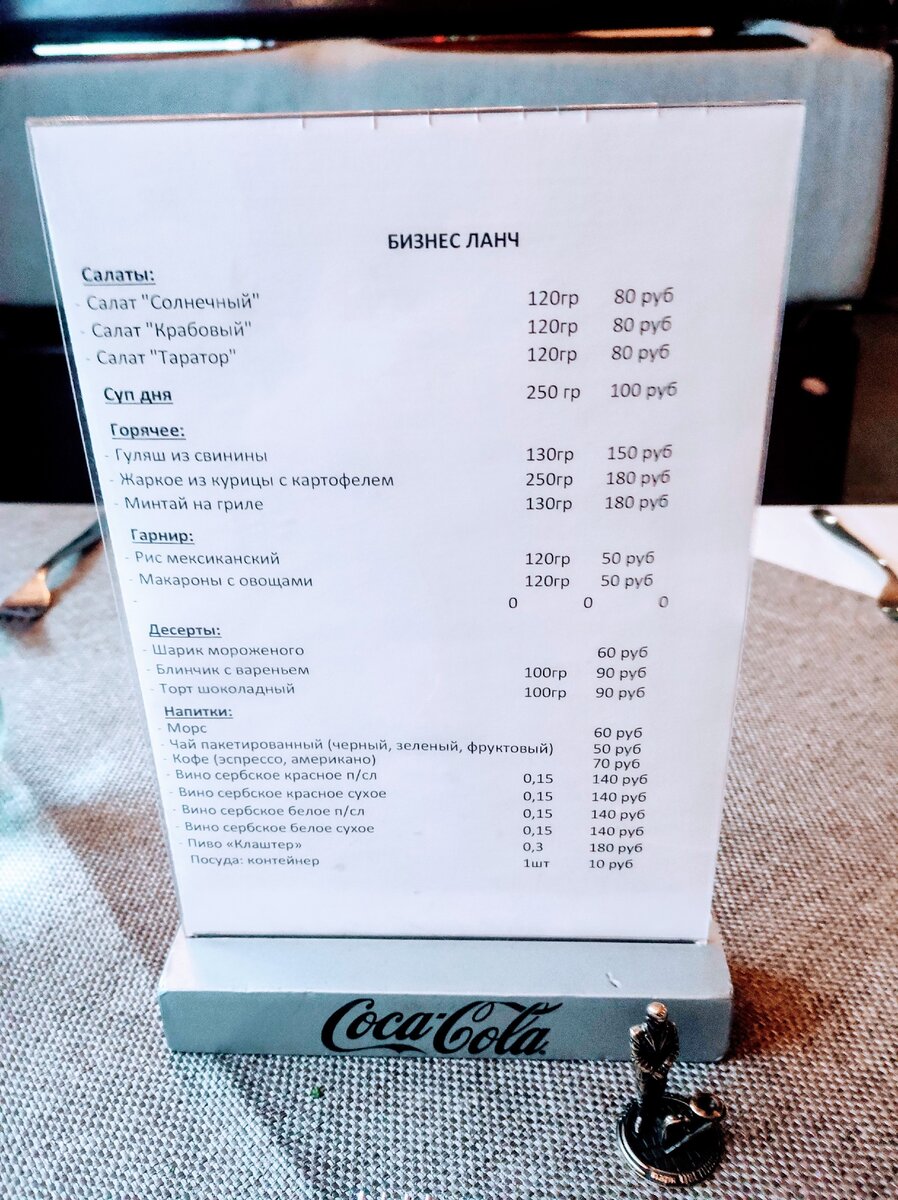 БИЗНЕС ЛАНЧ
Салаты:
- Салат "Солнечный" 120гр 80 руб
- Салат "Крабовый" 120гр 80 руб
- Салат "Таратор" 120гр 80 руб
Суп дня 250 гр 100 руб
Горячее:
- Гуляш из свинины 130гр 150 руб
- Жаркое из курицы с картофелем 250гр 180 руб
- Минтай на гриле 130гр 180 руб
Гарнир:
- Рис мексиканский 120гр 50 руб
- Макароны с овощами 120гр 50 руб
- 0 0 0
Десерты:
- Шарик мороженого 60 руб
- Блинчик с вареньем 100гр 90 руб
- Торт шоколадный 100гр 90 руб
Напитки:
- Морс 60 руб
- Чай пакетированный (черный, зеленый, фруктовый) 50 руб
- Кофе (эспрессо, американо) 70 руб
- Вино сербское красное п/сл 0,15 140 руб
- Вино сербское красное сухое 0,15 140 руб
- Вино сербское белое п/сл 0,15 140 руб
- Вино сербское белое сухое 0,15 140 руб
- Пиво «Клаштер» 0,3 180 руб
Посуда: контейнер 1шт 10 руб
Coca-Cola